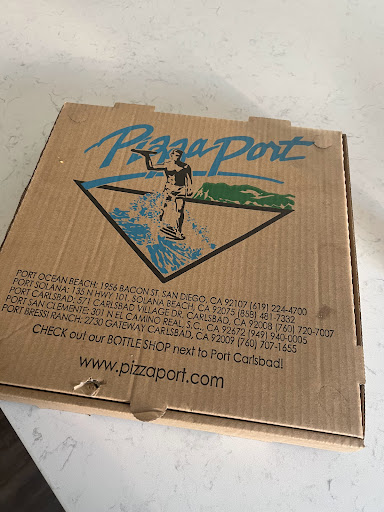 Pizza Port
PORT OCEAN BEACH: 1956 BACON ST. SAN DIEGO, CA 92107 (619) 224-4700
PORT SOLANA: 135 N HWY 101, SOLANA BEACH, CA 92075 (858) 481-7332
PORT CARLSBAD: 571 CARLSBAD VILLAGE DR. CARLSBAD, CA 92008 (760) 720-7007
PORT SAN CLEMENTE: 301 N EL CAMINO REAL, S.C., CA 92672 (949) 940-0005
PORT BRESSI RANCH: 2730 GATEWAY CARLSBAD, CA 92009 (760) 707-1655
CHECK out our BOTTLE SHOP next to Port Carlsbad!
www.pizzaport.com